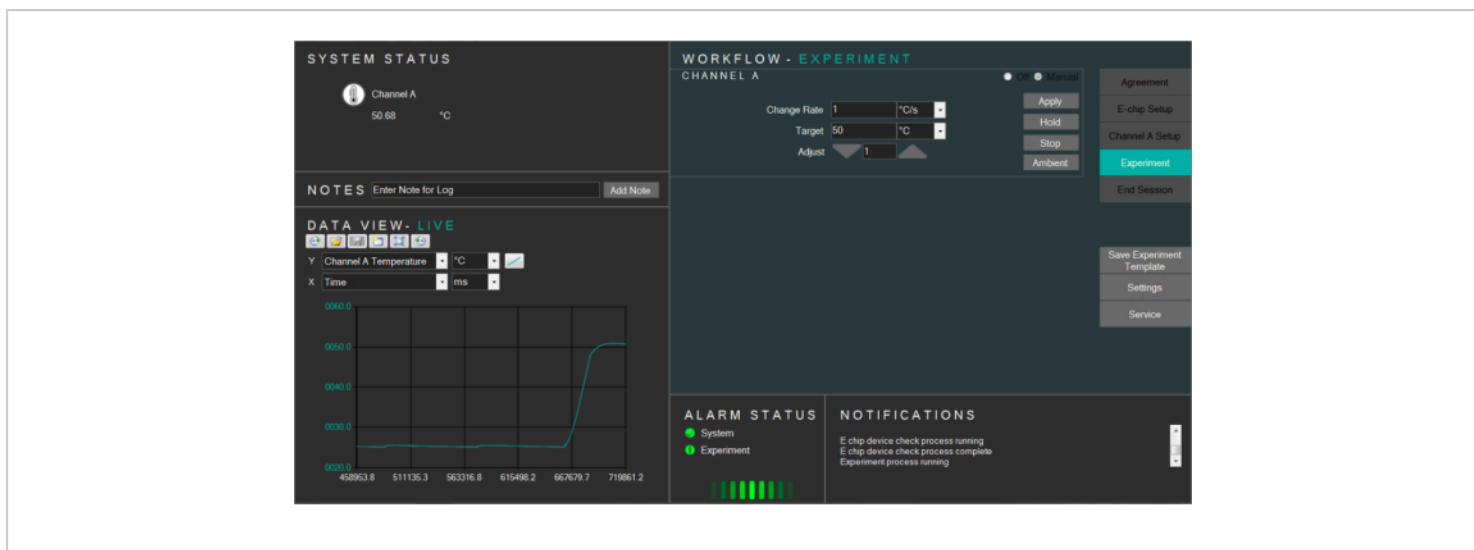 SYSTEM STATUS
Channel A
50.68 °C
NOTES Enter Note for Log Add Note
DATA VIEW- LIVE
Y Channel A Temperature °C
X Time ms
0060.0
0050.0
0040.0
0030.0
0020.0
458953.8 511135.3 563316.8 615498.2 667679.7 719861.2
WORKFLOW - EXPERIMENT
CHANNEL A Off Manual
Change Rate 1 °C/s
Target 50 °C
Adjust 1
Apply
Hold
Stop
Ambient
Agreement
E-chip Setup
Channel A Setup
Experiment
End Session
Save Experiment
Template
Settings
Service
ALARM STATUS
System
Experiment
NOTIFICATIONS
E chip device check process running
E chip device check process complete
Experiment process running